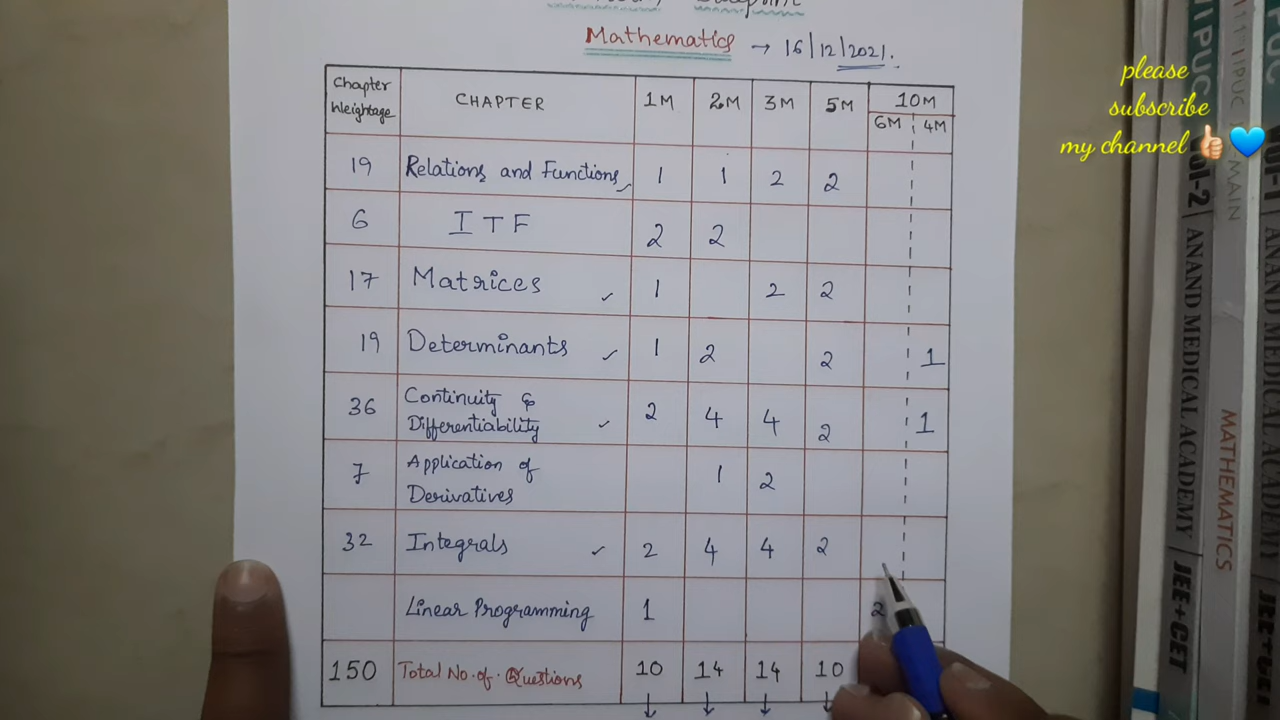 Mathematics → 16/12/2021.
Chapter Weightage CHAPTER 1M 2M 3M 5M 10M
6M 4M
19 Relations and Functions 1 1 2 2
6 ITF 2 2
17 Matrices ✓ 1 2 2
19 Determinants ✓ 1 2 2 1
36 Continuity & Differentiability ✓ 2 4 4 2 1
7 Application of Derivatives 1 2
32 Integrals ✓ 2 4 4 2
Linear Programming 1 2
150 Total No. of. Questions 10 14 14 10
please
subscribe
my channel 👍🏻💙
MATHEMATICS
ANAND MEDICAL ACADEMY
JEE+CET